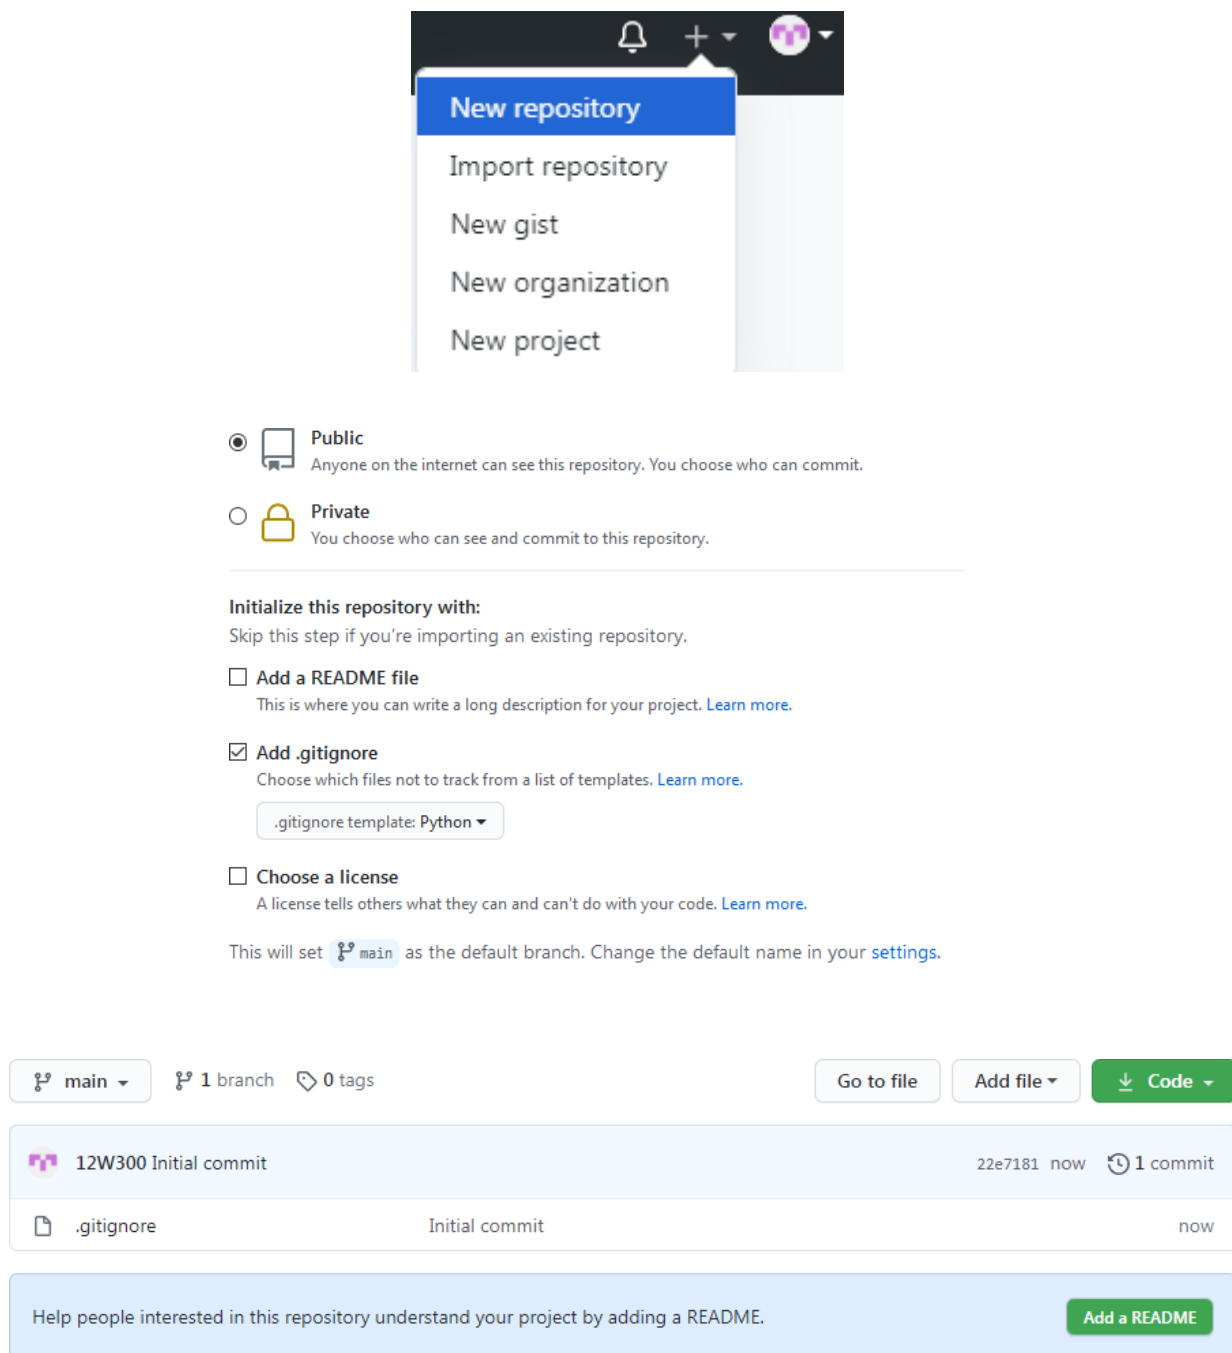 New repository
Import repository
New gist
New organization
New project
Public
Anyone on the internet can see this repository. You choose who can commit.
Private
You choose who can see and commit to this repository.
Initialize this repository with:
Skip this step if you're importing an existing repository.
Add a README file
This is where you can write a long description for your project. Learn more.
Add .gitignore
Choose which files not to track from a list of templates. Learn more.
.gitignore template: Python
Choose a license
A license tells others what they can and can't do with your code. Learn more.
This will set main as the default branch. Change the default name in your settings.
main 1 branch 0 tags Go to file Add file Code
12W300 Initial commit 22e7181 now 1 commit
.gitignore Initial commit now
Help people interested in this repository understand your project by adding a README. Add a README